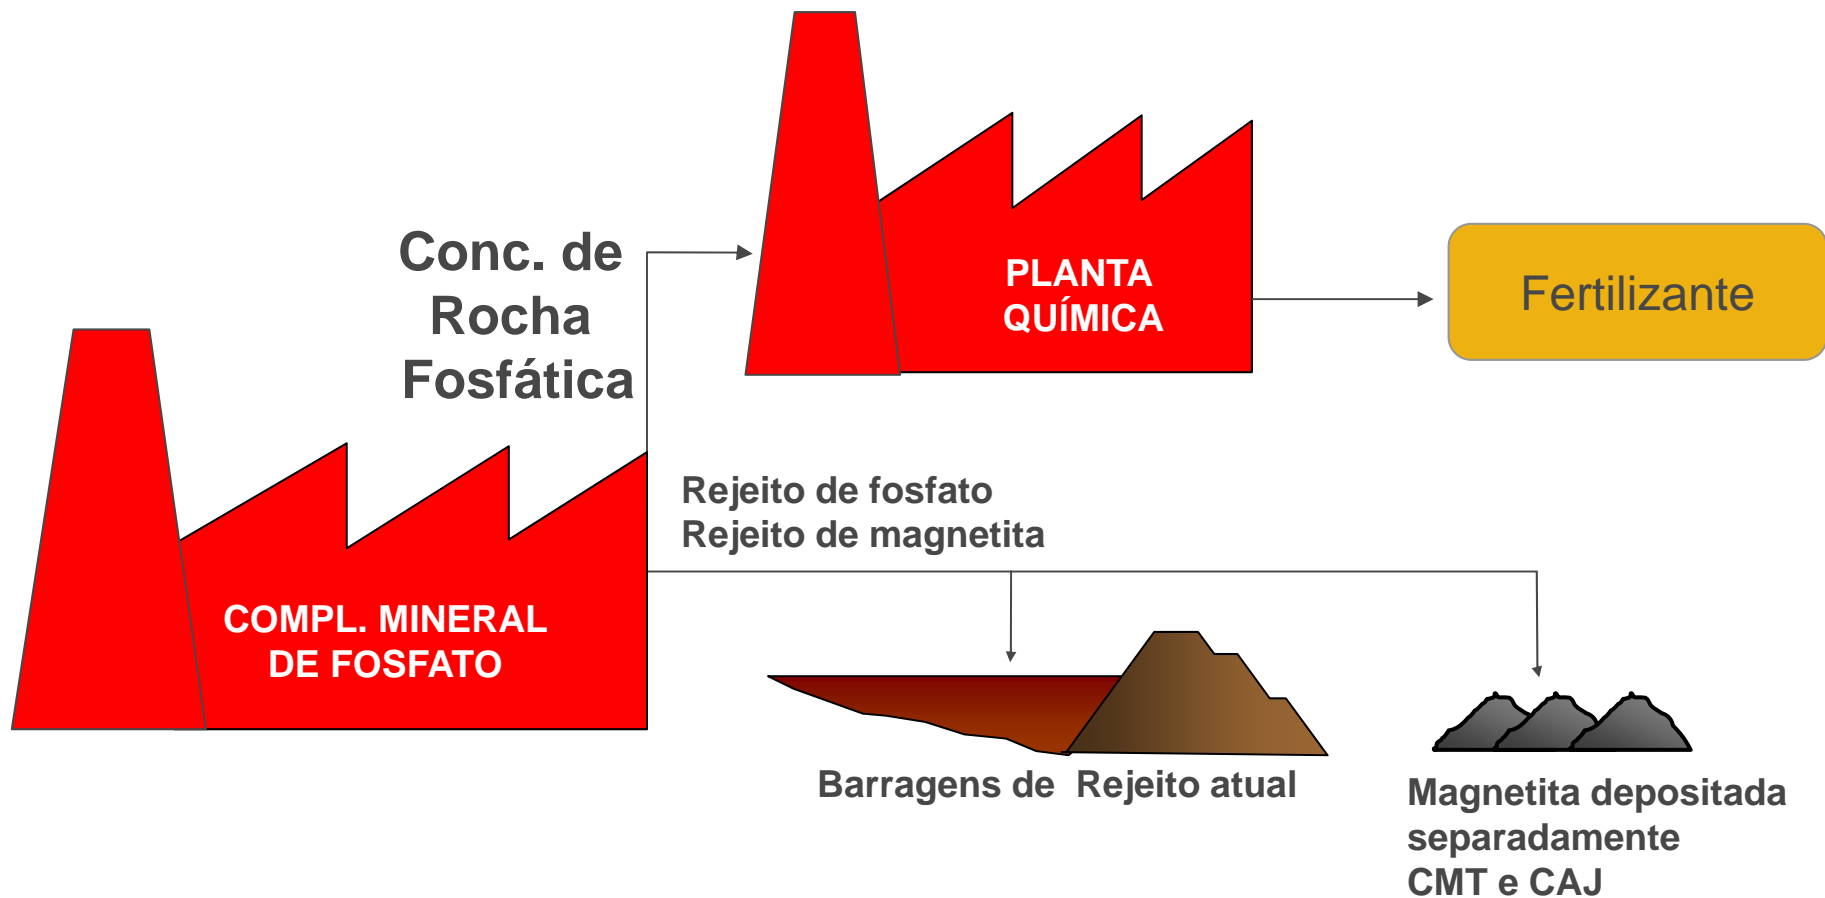 Conc. de
Rocha
Fosfática
PLANTA
QUÍMICA
Fertilizante
Rejeito de fosfato
Rejeito de magnetita
COMPL. MINERAL
DE FOSFATO
Barragens de  Rejeito atual
Magnetita depositada
separadamente
CMT e CAJ